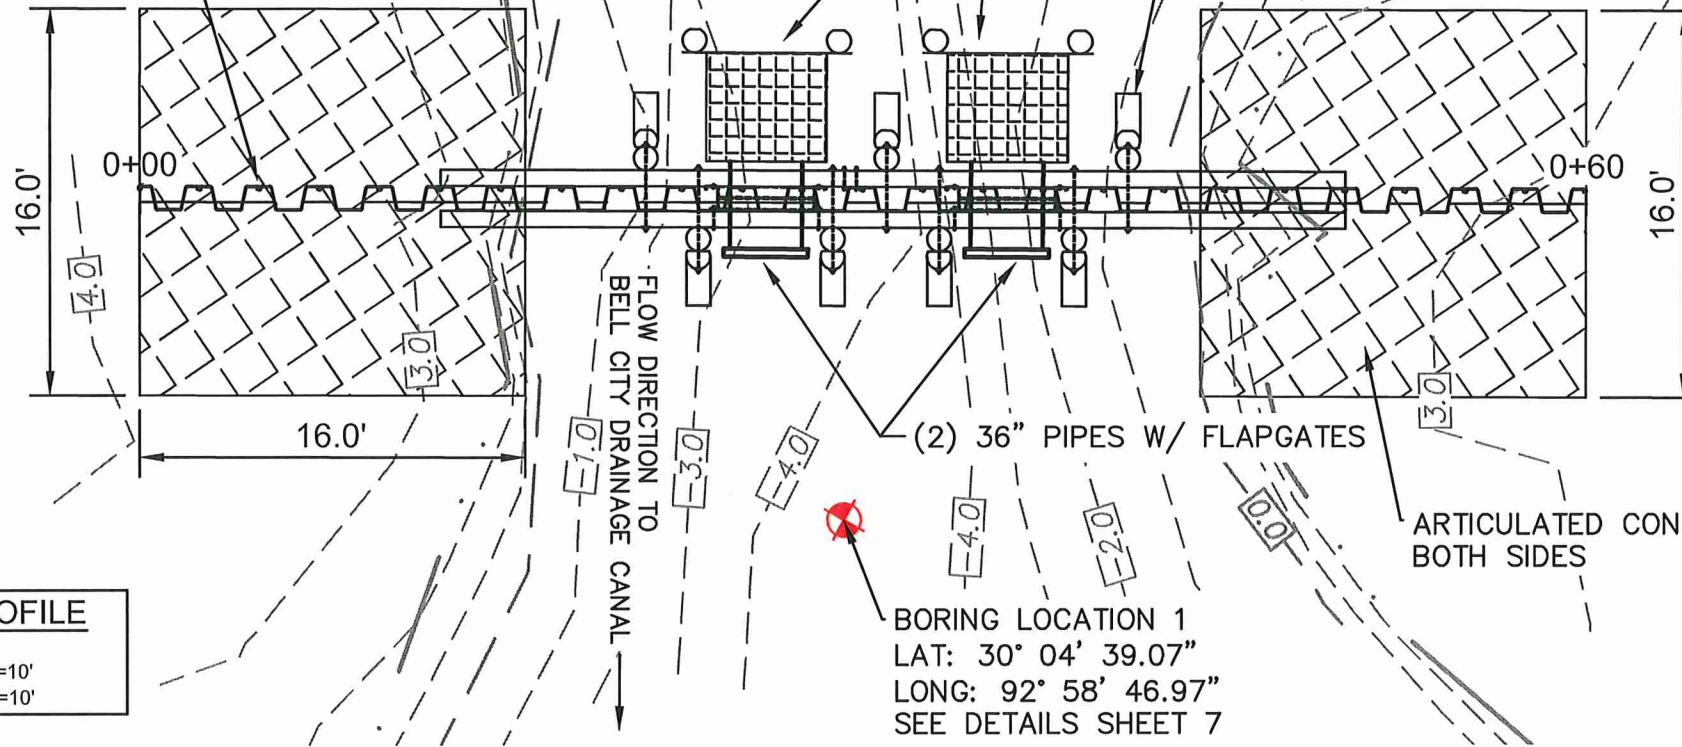 0+00
0+60
16.0'
16.0'
16.0'
4.0
3.0
-1.0
-3.0
-4.0
-4.0
-2.0
0.0
3.0
FLOW DIRECTION TO
BELL CITY DRAINAGE CANAL
(2) 36" PIPES W/ FLAPGATES
ARTICULATED CON
BOTH SIDES
BORING LOCATION 1
LAT: 30° 04' 39.07"
LONG: 92° 58' 46.97"
SEE DETAILS SHEET 7
OFILE
=10'
=10'